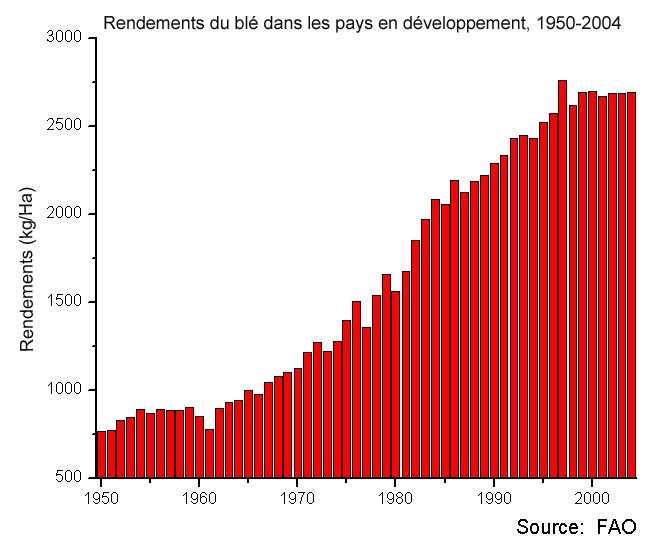 Rendements du blé dans les pays en développement, 1950-2004
3000
2500
2000
1500
1000
500
Rendements (kg/Ha)
1950 1960 1970 1980 1990 2000
Source: FAO